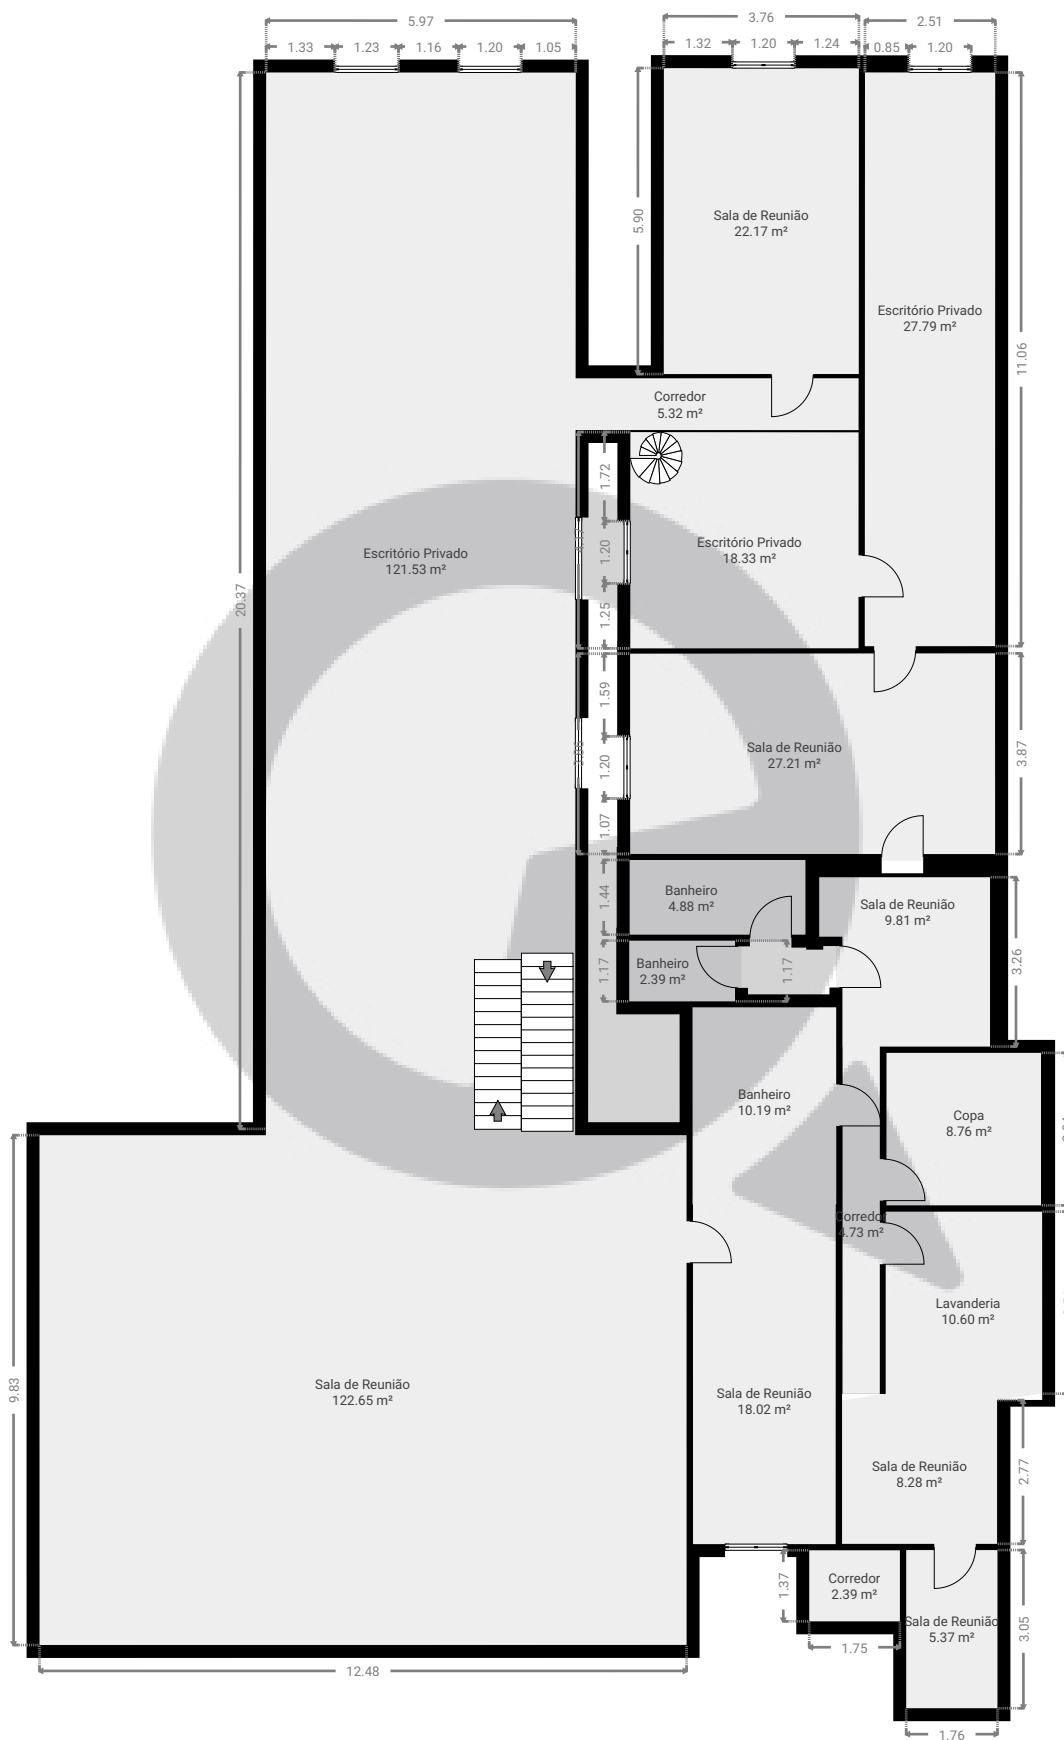 5.97
3.76
2.51
1.33
1.23
1.16
1.20
1.05
1.32
1.20
1.24
0.85
1.20
5.90
Sala de Reunião
22.17 m²
Escritório Privado
27.79 m²
11.06
Corredor
5.32 m²
1.72
Escritório Privado
121.53 m²
1.20
Escritório Privado
18.33 m²
20.37
1.25
1.59
Sala de Reunião
27.21 m²
3.87
1.20
1.07
1.44
Banheiro
4.88 m²
Sala de Reunião
9.81 m²
3.26
1.17
Banheiro
2.39 m²
1.17
Banheiro
10.19 m²
Copa
8.76 m²
Corredor
4.73 m²
Lavanderia
10.60 m²
9.83
Sala de Reunião
122.65 m²
Sala de Reunião
18.02 m²
Sala de Reunião
8.28 m²
2.77
1.37
Corredor
2.39 m²
Sala de Reunião
5.37 m²
3.05
1.75
12.48
1.76